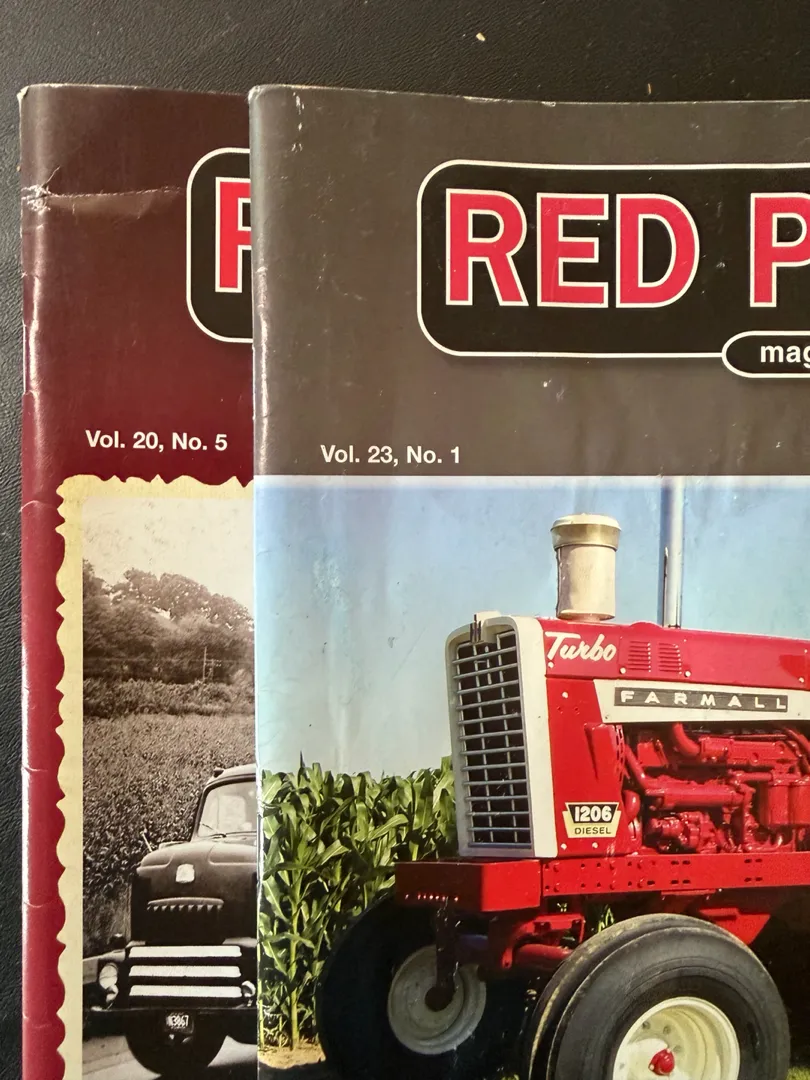 R
Vol. 20, No. 5
RED P
mag
Vol. 23, No. 1
Turbo
FARMALL
1206
DIESEL